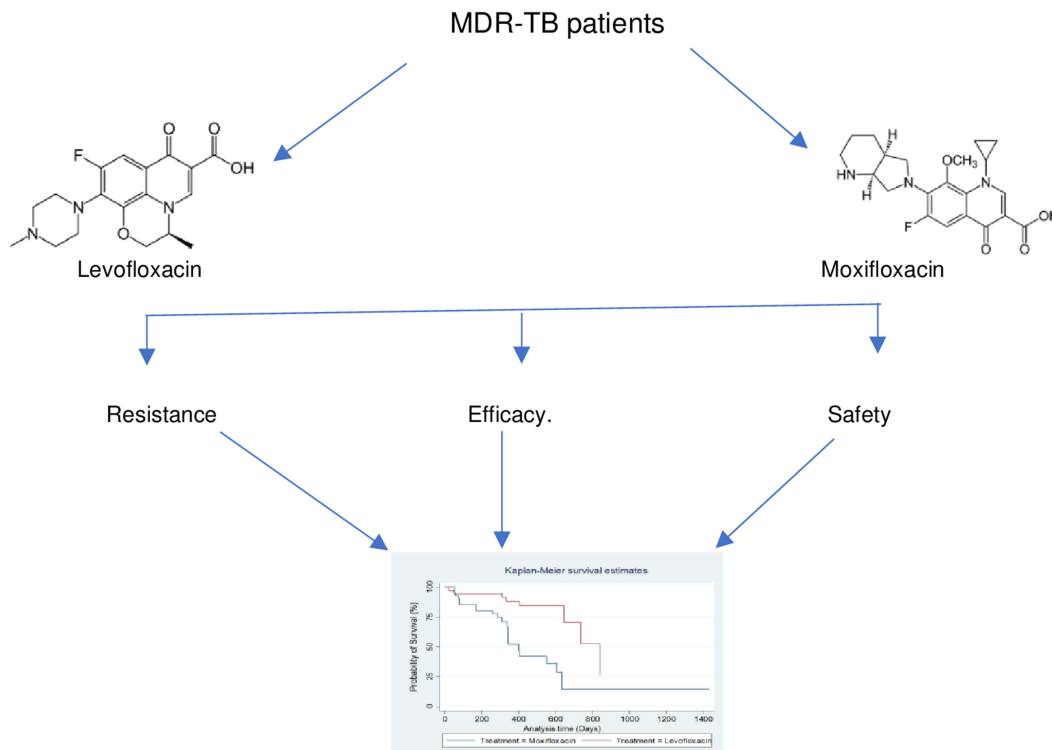 MDR-TB patients
O
O
F
OH
N
N
N
O
Levofloxacin
H
HN
H
N
OCH3
N
F
O
O
OH
Moxifloxacin
Resistance
Efficacy.
Safety
Kaplan-Meier survival estimates
Probability of Survival (%)
100
75
50
25
0
0 200 400 600 800 1000 1200 1400
Analysis time (Days)
Treatment = Moxifloxacin Treatment = Levofloxacin